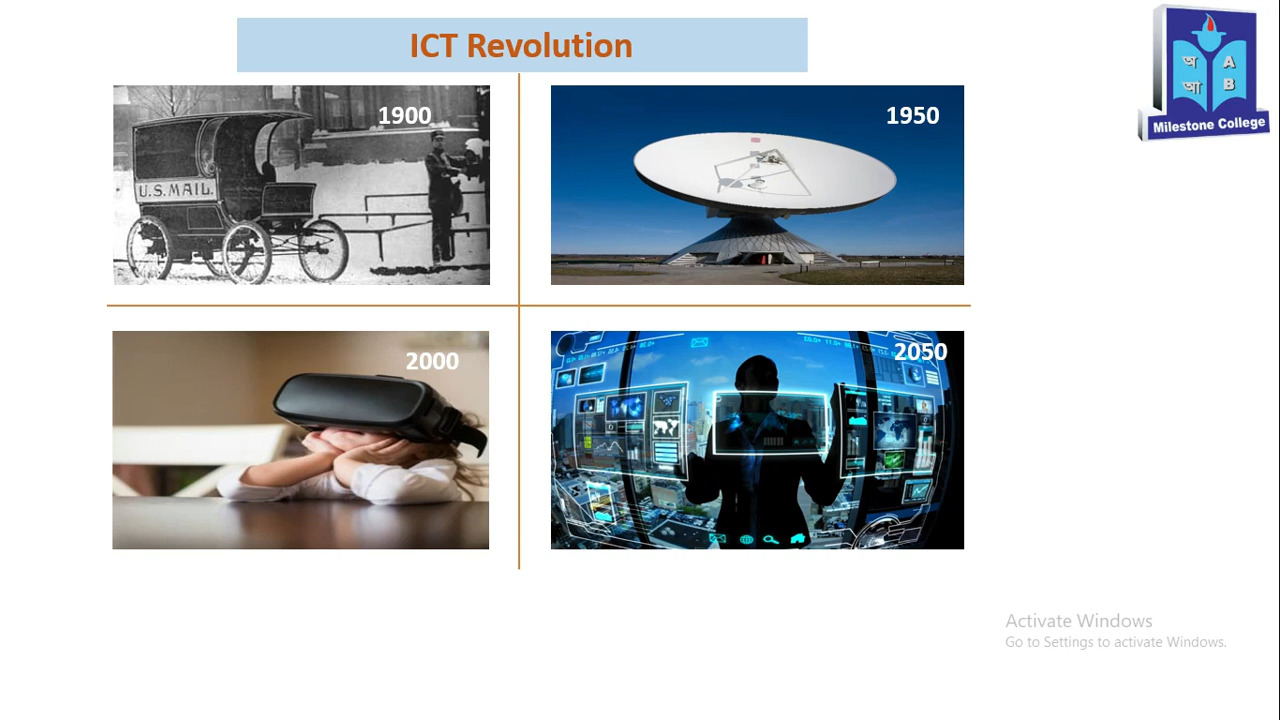 ICT Revolution
1900
U.S. MAIL.
1950
2000
2050
অ A
আ B
Milestone College
Activate Windows
Go to Settings to activate Windows.